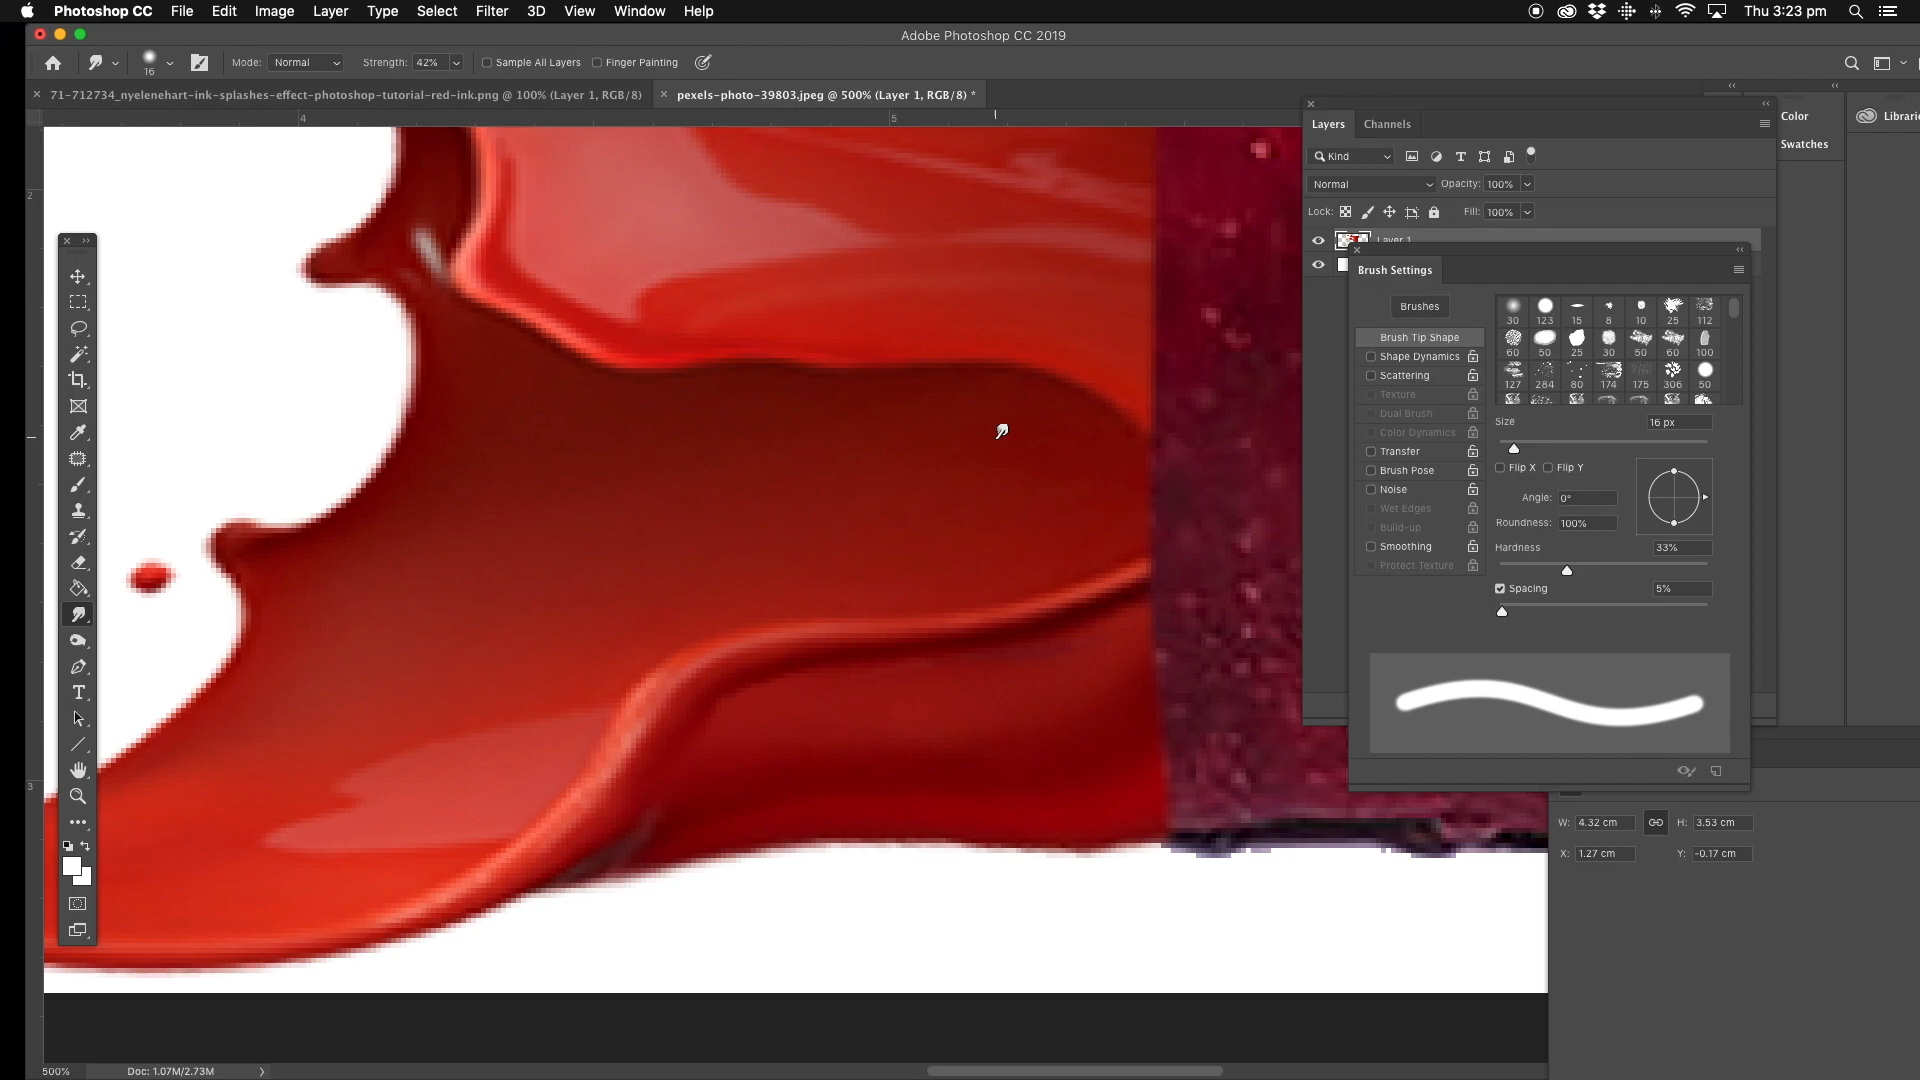 Photoshop CC File Edit Image Layer Type Select Filter 3D View Window Help Thu 3:23 pm
Adobe Photoshop CC 2019
16 Mode: Normal Strength: 42% Sample All Layers Finger Painting
71-712734_nyelenehart-ink-splashes-effect-photoshop-tutorial-red-ink.png @ 100% (Layer 1, RGB/8) pexels-photo-39803.jpeg @ 500% (Layer 1, RGB/8) *
4 5
2
3
Layers Channels
Kind
Normal Opacity: 100%
Lock: Fill: 100%
Layer 1
Color
Swatches
Librari
Brush Settings
Brushes
Brush Tip Shape
Shape Dynamics
Scattering
Texture
Dual Brush
Color Dynamics
Transfer
Brush Pose
Noise
Wet Edges
Build-up
Smoothing
Protect Texture
30 123 15 8 10 25 112
60 50 25 30 50 60 100
127 284 80 174 175 306 50
Size 16 px
Flip X Flip Y
Angle: 0°
Roundness: 100%
Hardness 33%
Spacing 5%
W: 4.32 cm H: 3.53 cm
X: 1.27 cm Y: -0.17 cm
500% Doc: 1.07M/2.73M